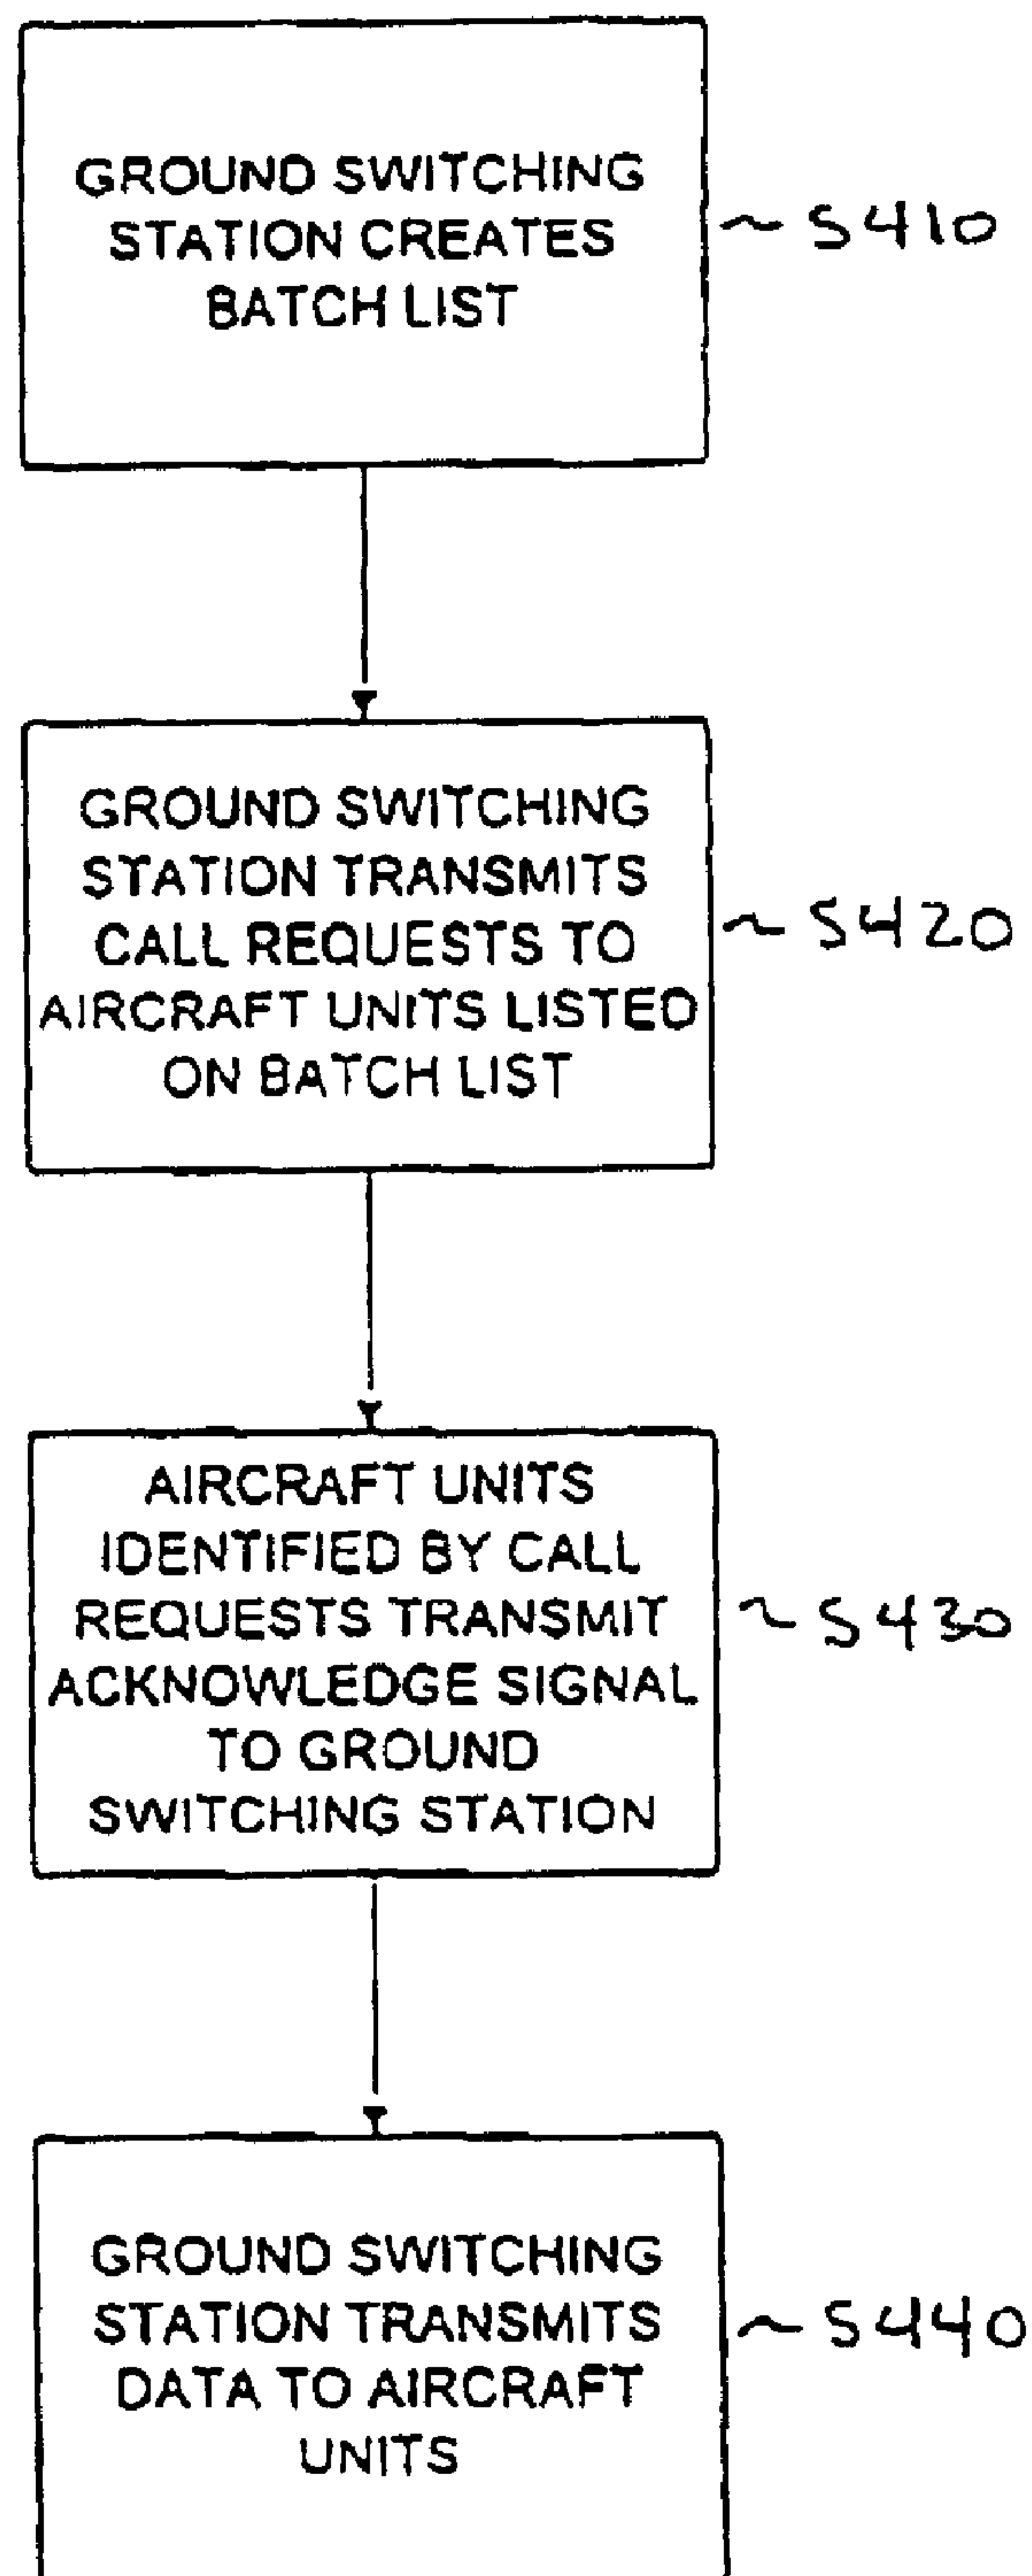 GROUND SWITCHING
STATION CREATES
BATCH LIST
~ S410
GROUND SWITCHING
STATION TRANSMITS
CALL REQUESTS TO
AIRCRAFT UNITS LISTED
ON BATCH LIST
~ S420
AIRCRAFT UNITS
IDENTIFIED BY CALL
REQUESTS TRANSMIT
ACKNOWLEDGE SIGNAL
TO GROUND
SWITCHING STATION
~ S430
GROUND SWITCHING
STATION TRANSMITS
DATA TO AIRCRAFT
UNITS
~ S440